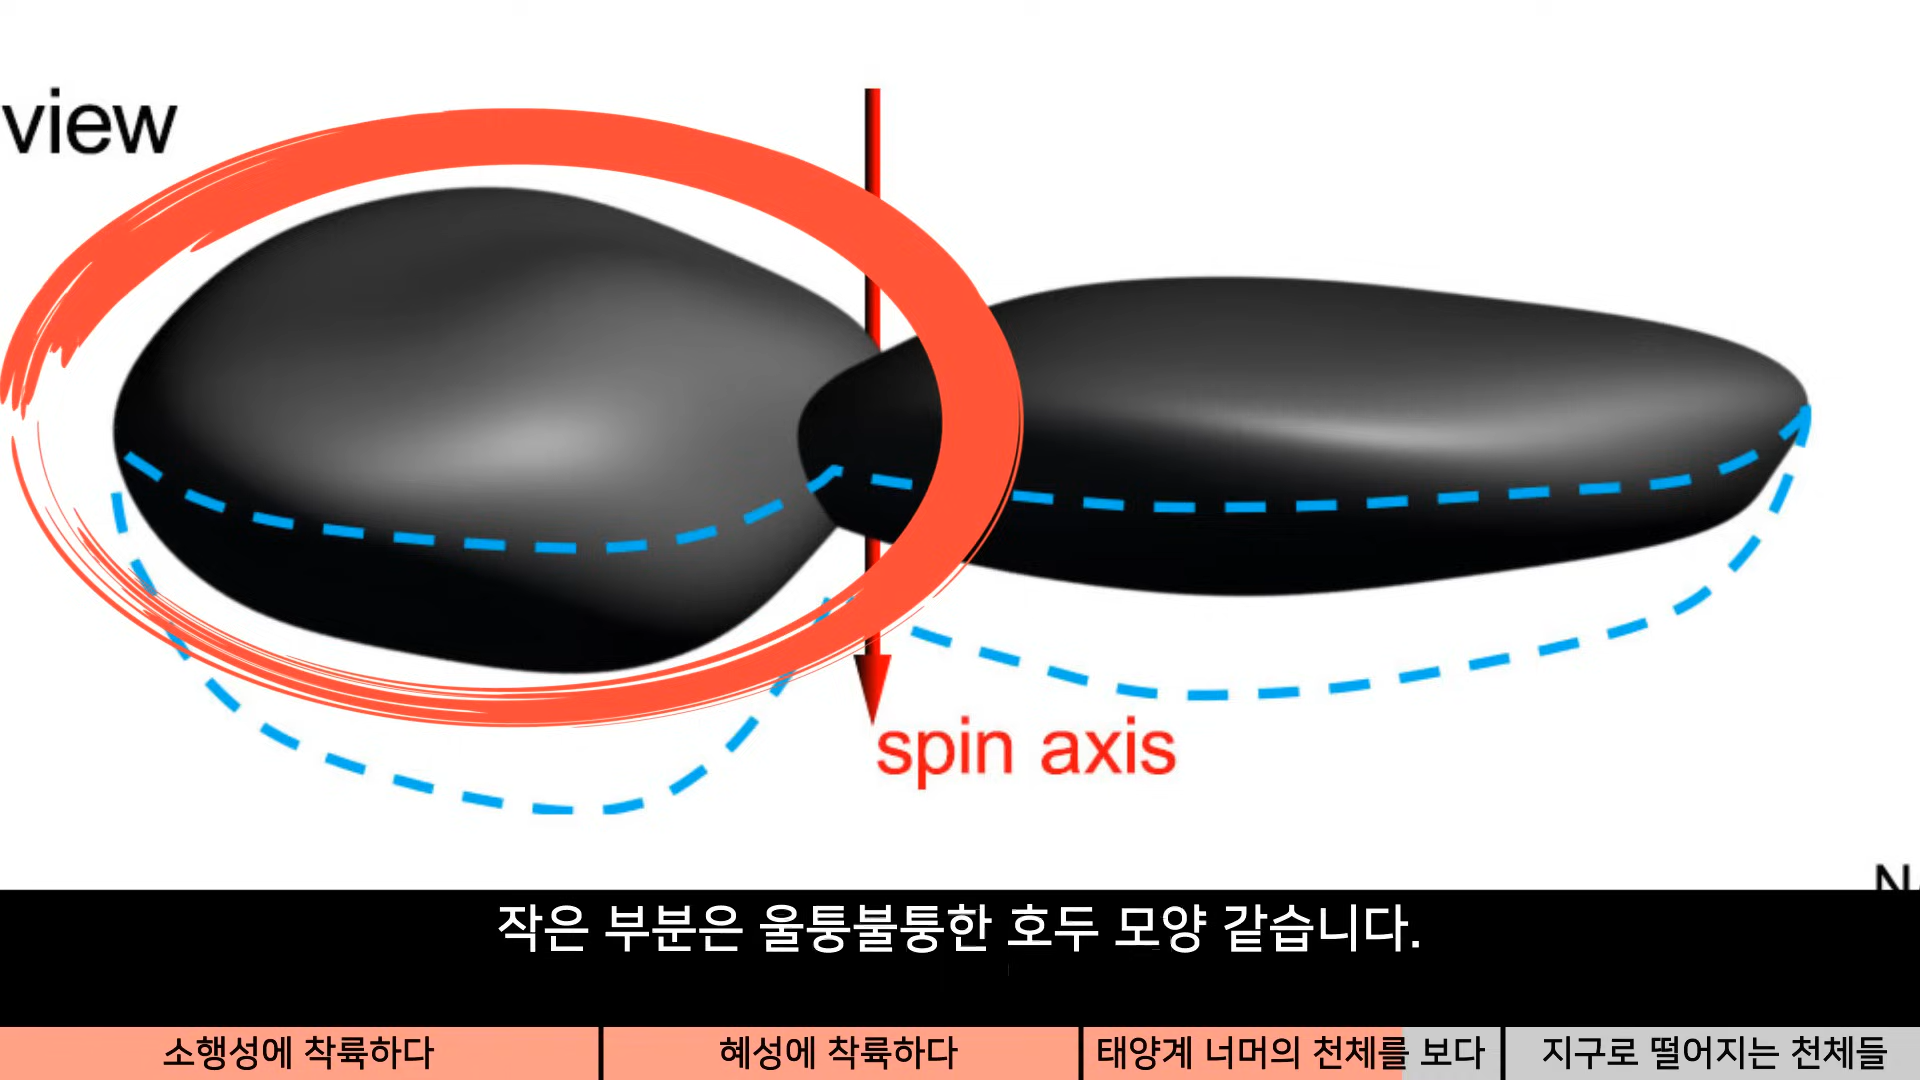 view
spin axis
작은 부분은 울퉁불퉁한 호두 모양 같습니다.
소행성에 착륙하다
혜성에 착륙하다
태양계 너머의 천체를 보다
지구로 떨어지는 천체들